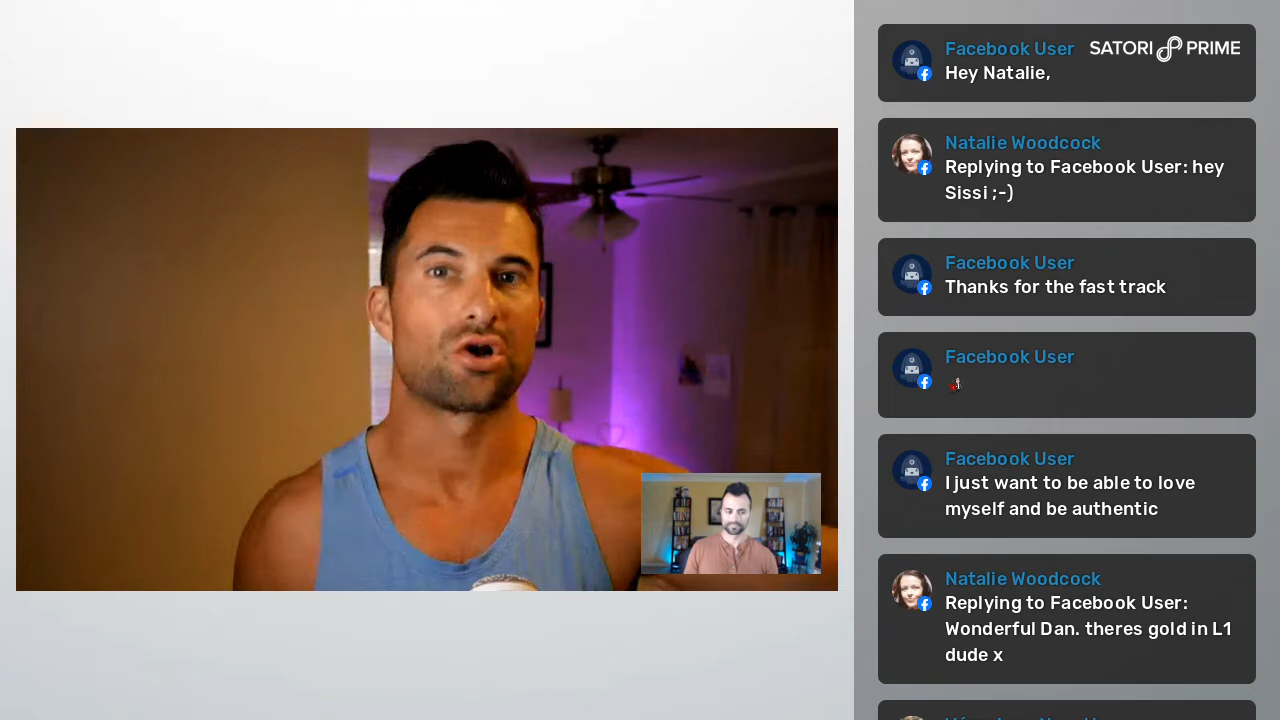 Facebook User
SATORI PRIME
Hey Natalie,
Natalie Woodcock
Replying to Facebook User: hey
Sissi ;-)
Facebook User
Thanks for the fast track
Facebook User
Facebook User
I just want to be able to love
myself and be authentic
Natalie Woodcock
Replying to Facebook User:
Wonderful Dan. theres gold in L1
dude x